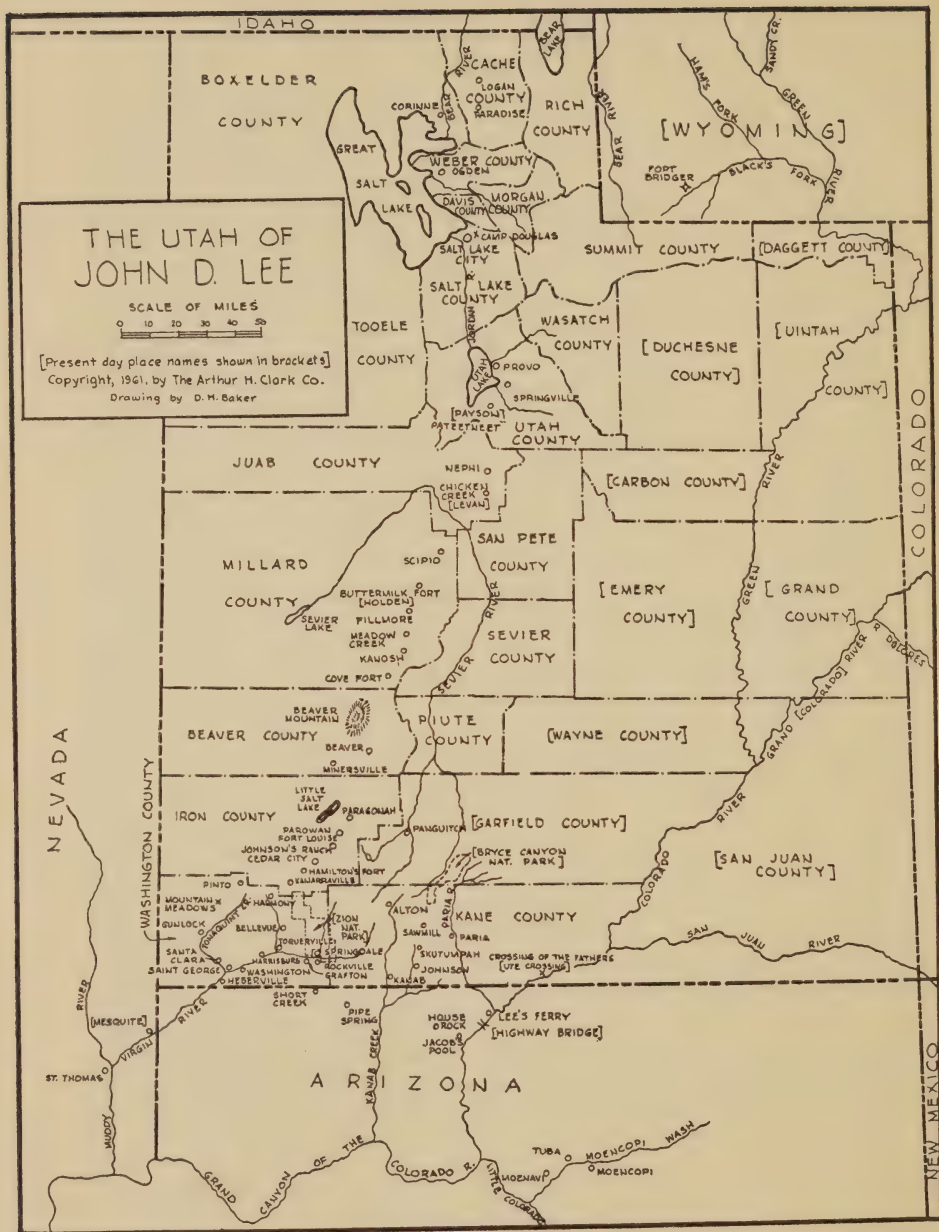 IDAHO
BOXELDER
COUNTY
CACHE
LOGAN
COUNTY
PARADISE
CORINNE
BEAR
RIVER
BEAR
LAKE
RICH
COUNTY
BEAR
RIVER
HAM'S
FORK
SANDY CR.
GREEN
RIVER
[WYOMING]
FORT
BRIDGER
BLACK'S
FORK
GREAT
SALT
LAKE
WEBER COUNTY
OGDEN
DAVIS
COUNTY
MORGAN
COUNTY
CAMP DOUGLAS
SALT LAKE
CITY
SUMMIT COUNTY
[DAGGETT COUNTY]
THE UTAH OF
JOHN D. LEE
SCALE OF MILES
0 10 20 30 40 50
[Present day place names shown in brackets]
Copyright, 1961, by The Arthur H. Clark Co.
Drawing by D. H. Baker
SALT LAKE
COUNTY
JORDAN R.
TOOELE
COUNTY
WASATCH
COUNTY
[DUCHESNE
COUNTY]
[UINTAH
COUNTY]
UTAH
LAKE
PROVO
SPRINGVILLE
[PAYSON]
PETEETNEET
UTAH
COUNTY
COLORADO
JUAB COUNTY
NEPHI
CHICKEN
CREEK
[LEVAN]
[CARBON COUNTY]
GREEN
RIVER
SAN PETE
COUNTY
MILLARD
COUNTY
SCIPIO
BUTTERMILK FORT
[HOLDEN]
FILLMORE
MEADOW
CREEK
KANOSH
COVE FORT
SEVIER
LAKE
SEVIER
RIVER
SEVIER
COUNTY
[EMERY
COUNTY]
[GRAND
COUNTY]
R. DOLORES
GRAND [COLORADO] RIVER
NEVADA
BEAVER
MOUNTAIN
BEAVER COUNTY
BEAVER
MINERSVILLE
PIUTE
COUNTY
[WAYNE COUNTY]
WASHINGTON COUNTY
LITTLE
SALT
LAKE
PARAGONAH
IRON COUNTY
PAROWAN
FORT LOUISE
JOHNSON'S RANCH
CEDAR CITY
HAMILTON'S FORT
KANARRAVILLE
PANGUITCH
[GARFIELD COUNTY]
[BRYCE CANYON
NAT. PARK]
COLORADO
RIVER
[SAN JUAN
COUNTY]
PINTO
MOUNTAIN
MEADOWS
HARMONY
GUNLOCK
TONAQUINT CR.
BELLEVUE
[ZION
NAT.
PARK]
TOQUERVILLE
SANTA
CLARA
HARRISBURG
SPRINGDALE
SAINT GEORGE
WASHINGTON
ROCKVILLE
HEBERVILLE
GRAFTON
ALTON
PARIA R.
KANE COUNTY
SAWMILL
PARIA
SKUTUMPAH
JOHNSON
KANAB
SAN JUAN RIVER
CROSSING OF THE FATHERS
[UTE CROSSING]
SHORT
CREEK
PIPE
SPRING
HOUSE
ROCK
LEE'S FERRY
[HIGHWAY BRIDGE]
JACOB'S
POOL
[MESQUITE]
VIRGIN
RIVER
ST. THOMAS
MUDDY
RIVER
ARIZONA
KANAB CREEK
NEW MEXICO
GRAND
CANYON OF THE
COLORADO R.
LITTLE
COLORADO
TUBA
MOENCOPI WASH
MOENAVI
MOENCOPI